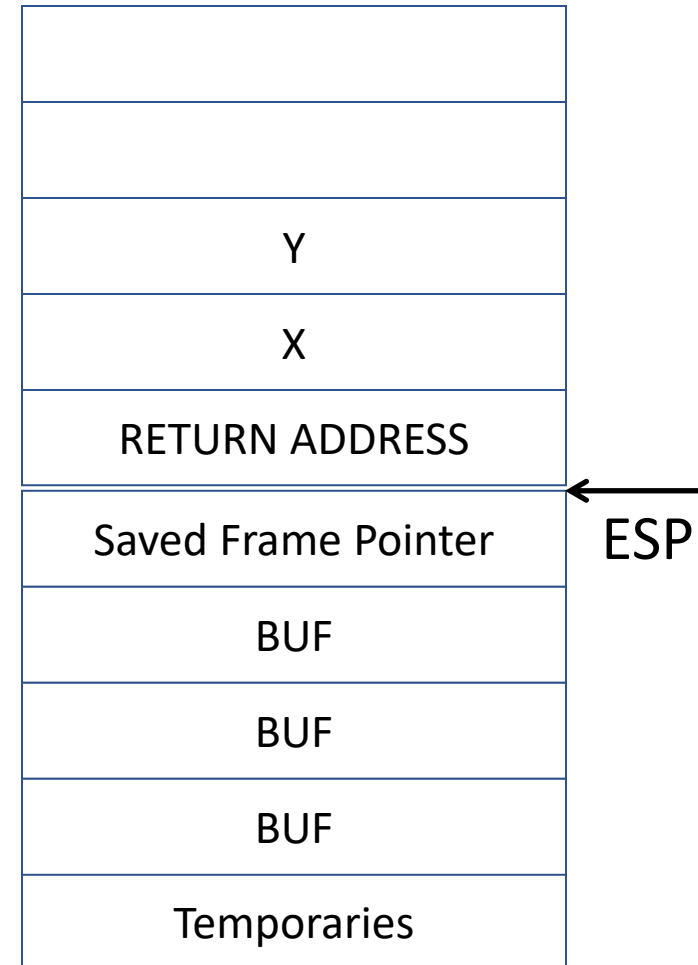 Y
X
RETURN ADDRESS
Saved Frame Pointer
ESP
BUF
BUF
BUF
Temporaries